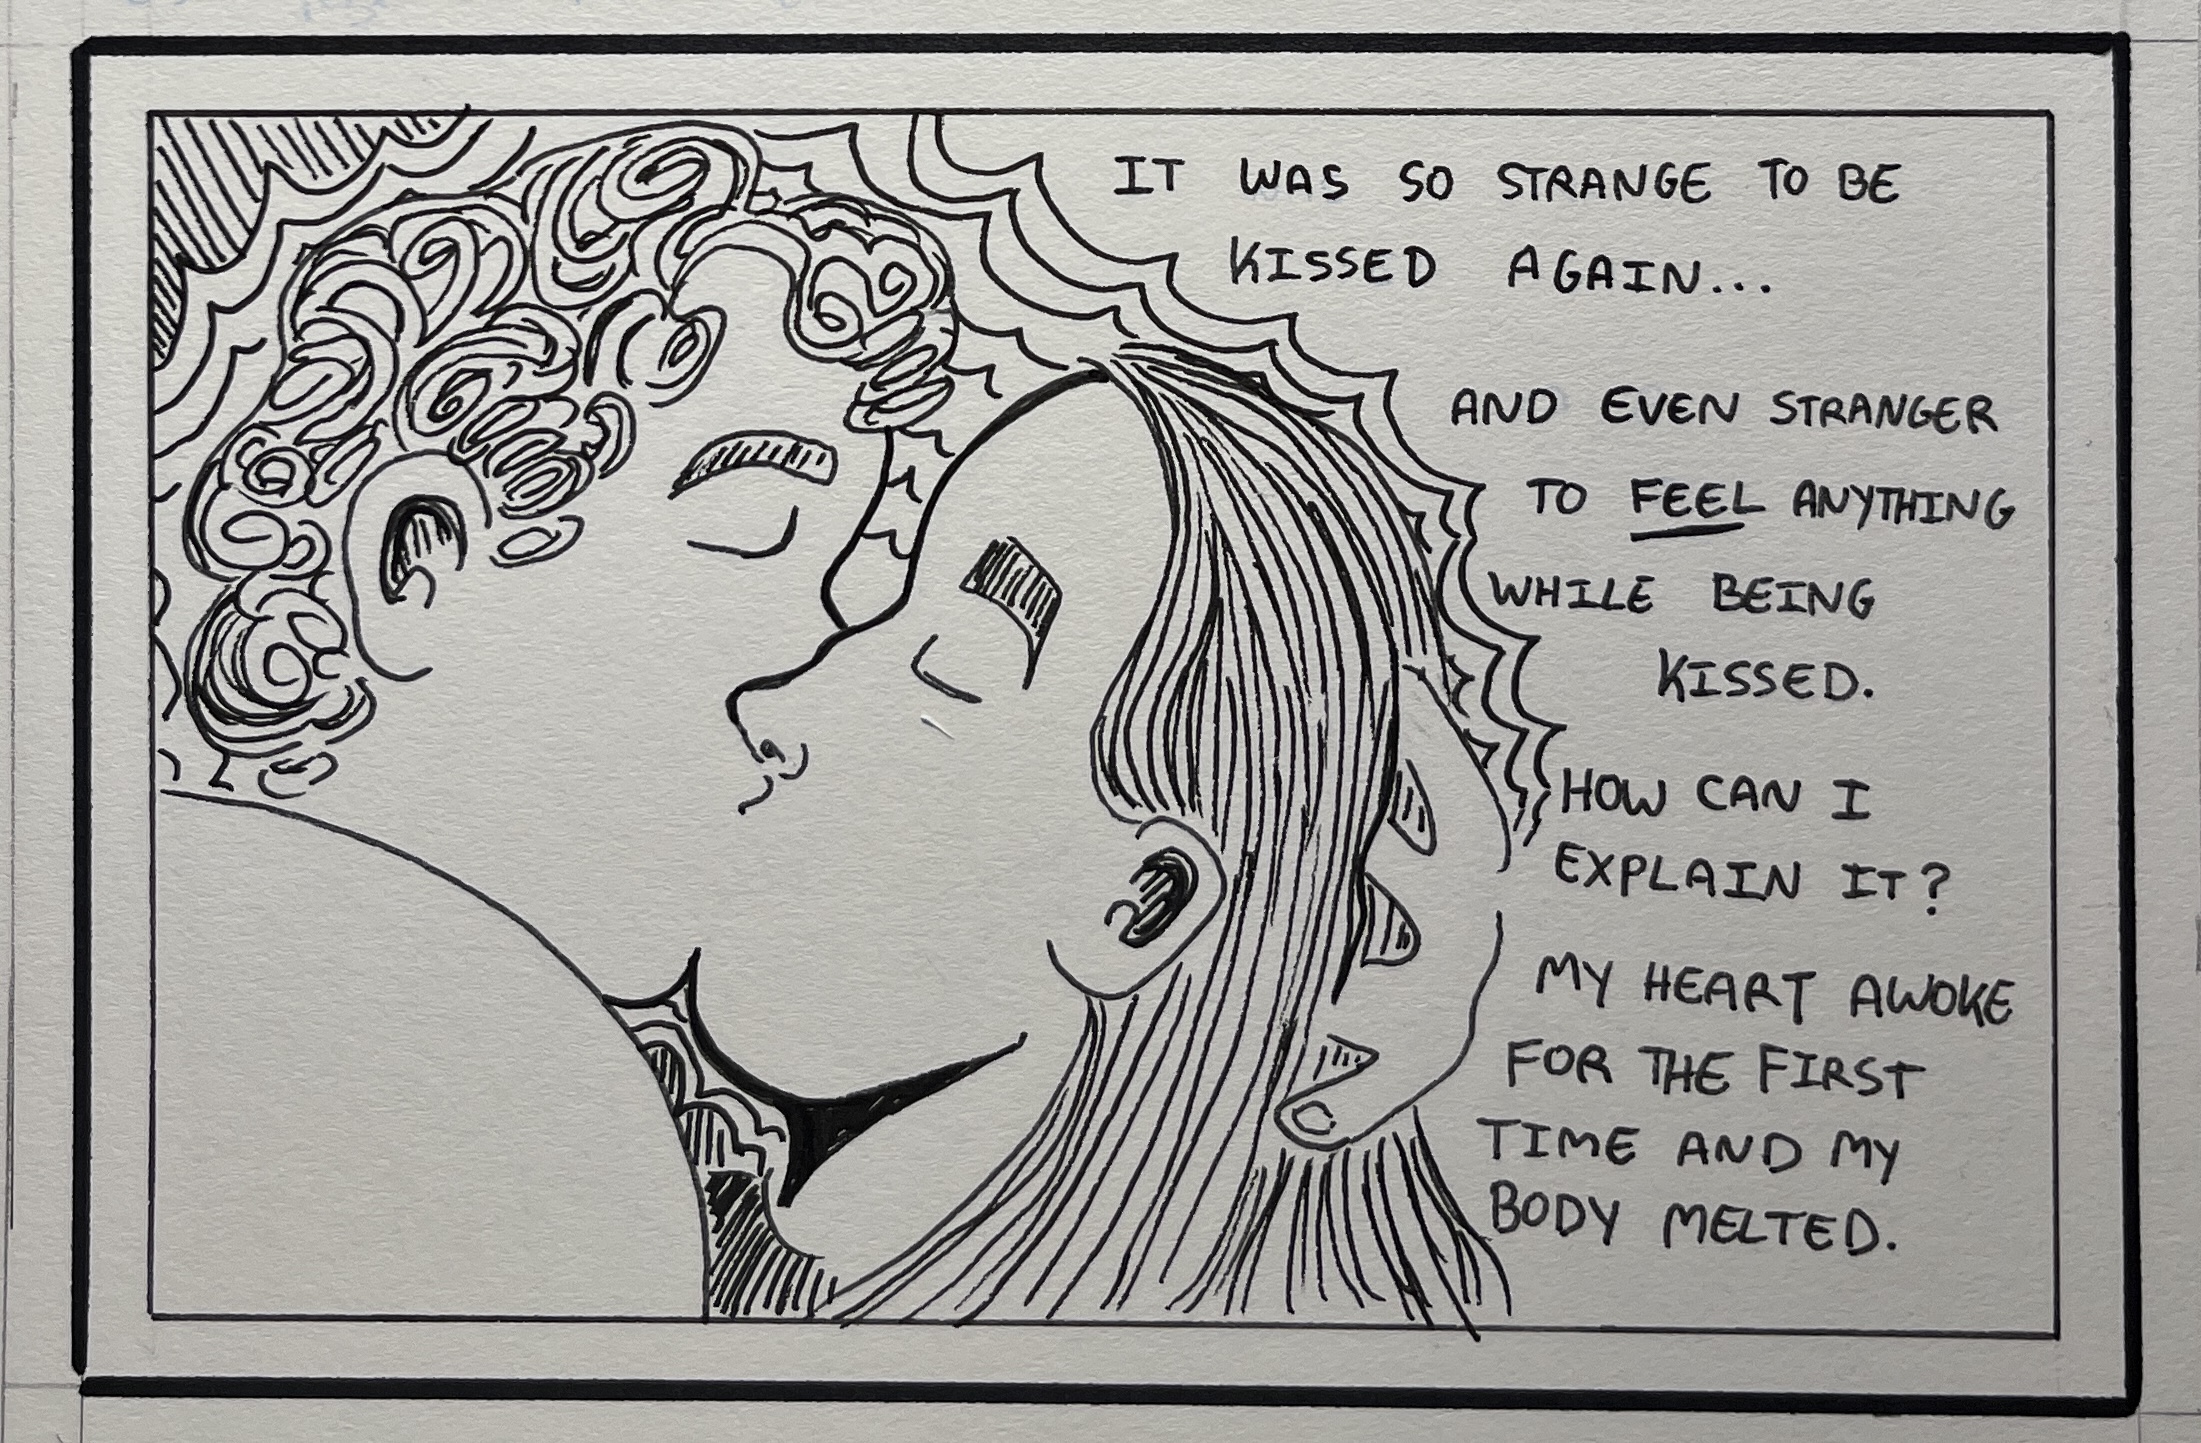 IT WAS SO STRANGE TO BE
KISSED AGAIN...
AND EVEN STRANGER
TO FEEL ANYTHING
WHILE BEING
KISSED.
HOW CAN I
EXPLAIN IT?
MY HEART AWOKE
FOR THE FIRST
TIME AND MY
BODY MELTED.